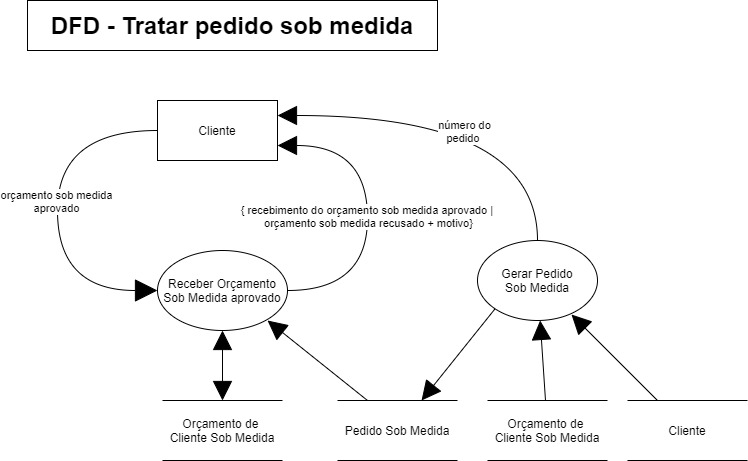 DFD - Tratar pedido sob medida
Cliente
número do
pedido
orçamento sob medida
aprovado
{ recebimento do orçamento sob medida aprovado |
orçamento sob medida recusado + motivo}
Receber Orçamento
Sob Medida aprovado
Gerar Pedido
Sob Medida
Orçamento de
Cliente Sob Medida
Pedido Sob Medida
Orçamento de
Cliente Sob Medida
Cliente